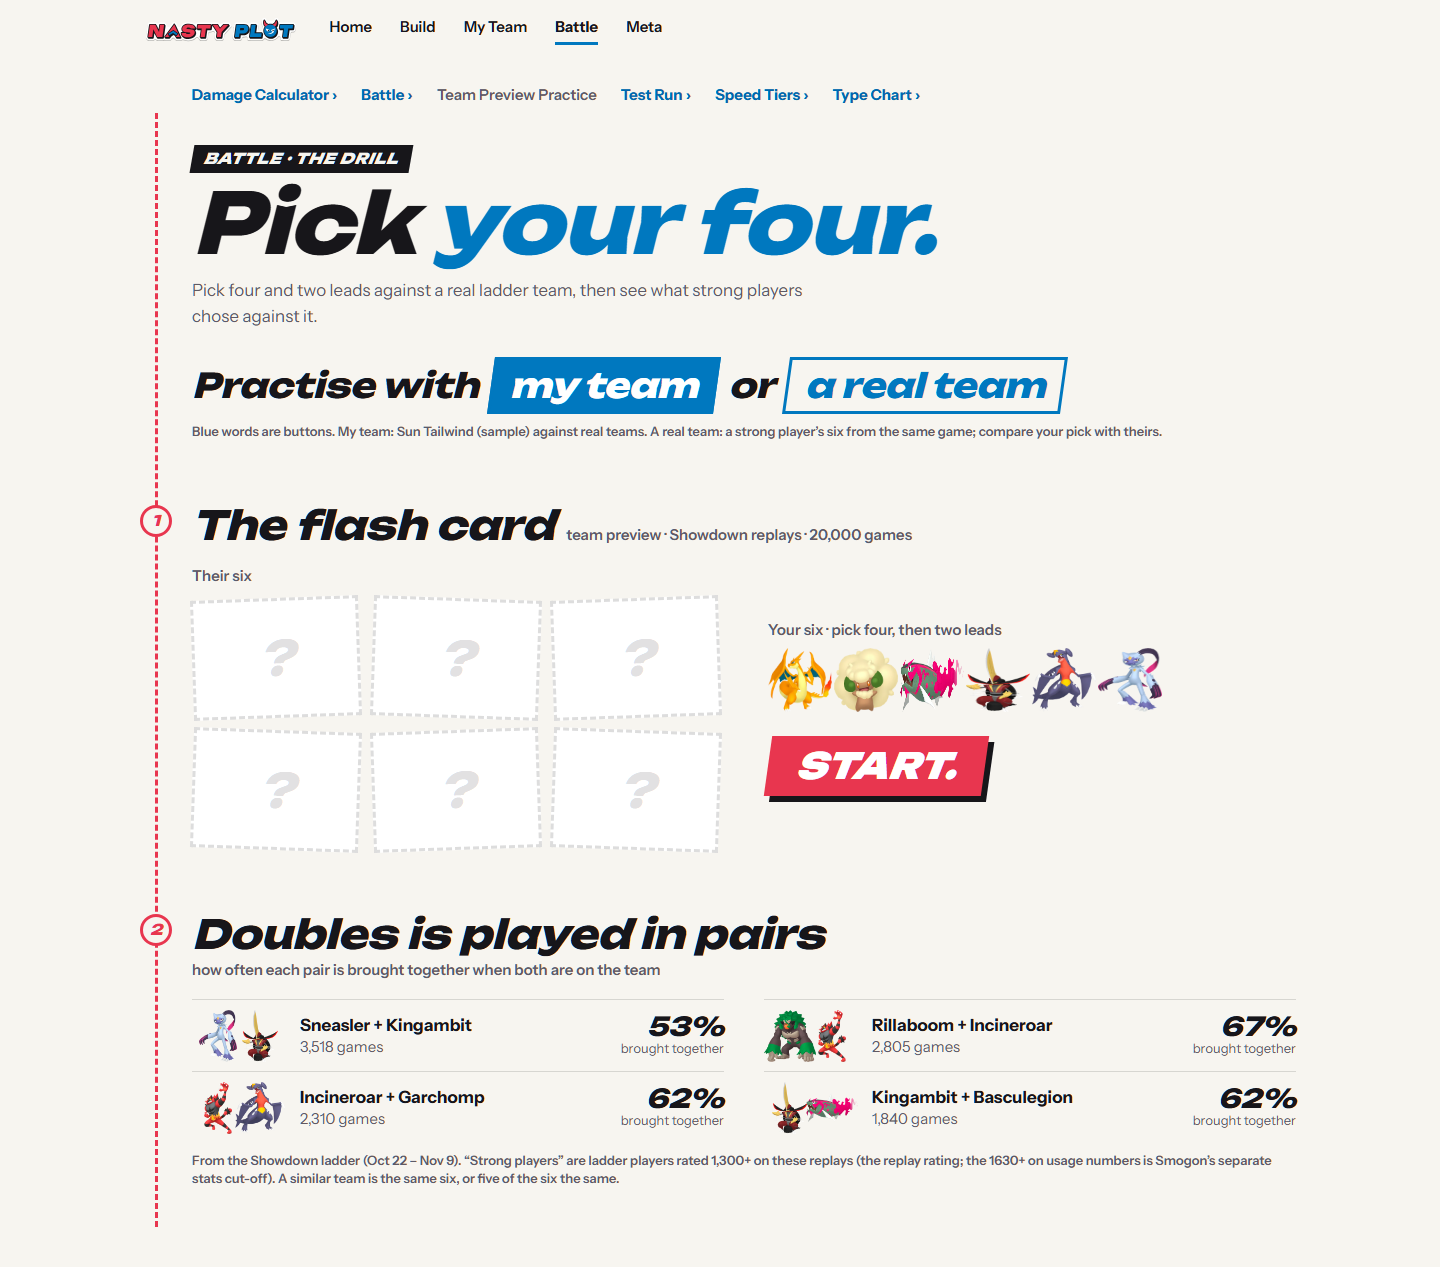 NASTY PLOT
Home
Build
My Team
Battle
Meta
Damage Calculator ›
Battle ›
Team Preview Practice
Test Run ›
Speed Tiers ›
Type Chart ›
BATTLE · THE DRILL
Pick your four.
Pick four and two leads against a real ladder team, then see what strong players
chose against it.
Practise with my team or a real team
Blue words are buttons. My team: Sun Tailwind (sample) against real teams. A real team: a strong player’s six from the same game; compare your pick with theirs.
1
The flash card team preview · Showdown replays · 20,000 games
Their six
? ? ?
? ? ?
Your six · pick four, then two leads
START.
2
Doubles is played in pairs
how often each pair is brought together when both are on the team
Sneasler + Kingambit
3,518 games
53%
brought together
Rillaboom + Incineroar
2,805 games
67%
brought together
Incineroar + Garchomp
2,310 games
62%
brought together
Kingambit + Basculegion
1,840 games
62%
brought together
From the Showdown ladder (Oct 22 – Nov 9). “Strong players” are ladder players rated 1,300+ on these replays (the replay rating; the 1630+ on usage numbers is Smogon’s separate
stats cut-off). A similar team is the same six, or five of the six the same.